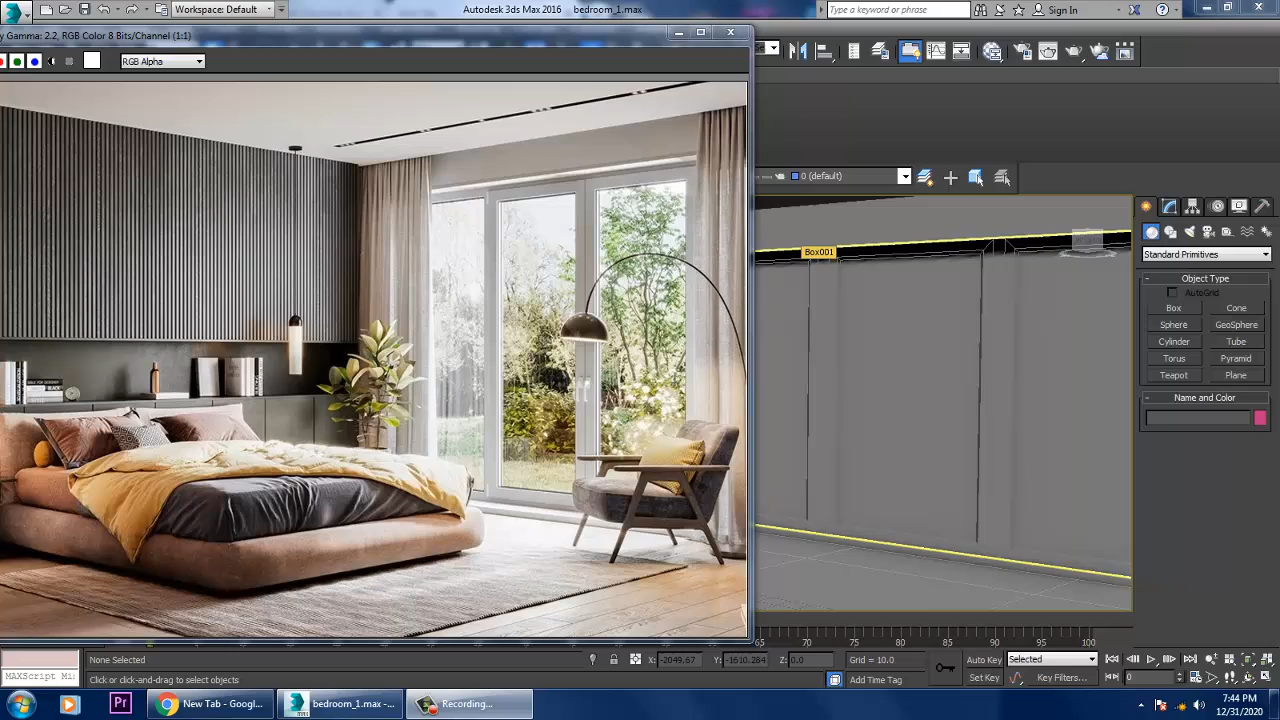 Workspace: Default
Autodesk 3ds Max 2016
bedroom_1.max
Type a keyword or phrase
Sign In
Gamma: 2.2, RGB Color 8 Bits/Channel (1:1)
RGB Alpha
0 (default)
Box001
Standard Primitives
Object Type
AutoGrid
Box
Cone
Sphere
GeoSphere
Cylinder
Tube
Torus
Pyramid
Teapot
Plane
Name and Color
65
70
75
80
85
90
95
100
None Selected
X: -2049.67
Y: -1610.284
Z: 0.0
Grid = 10.0
Auto Key
Selected
MAXScript Mi
Click or click-and-drag to select objects
Add Time Tag
Set Key
Key Filters...
0
New Tab - Googl...
bedroom_1.max -...
Recording...
7:44 PM
12/31/2020